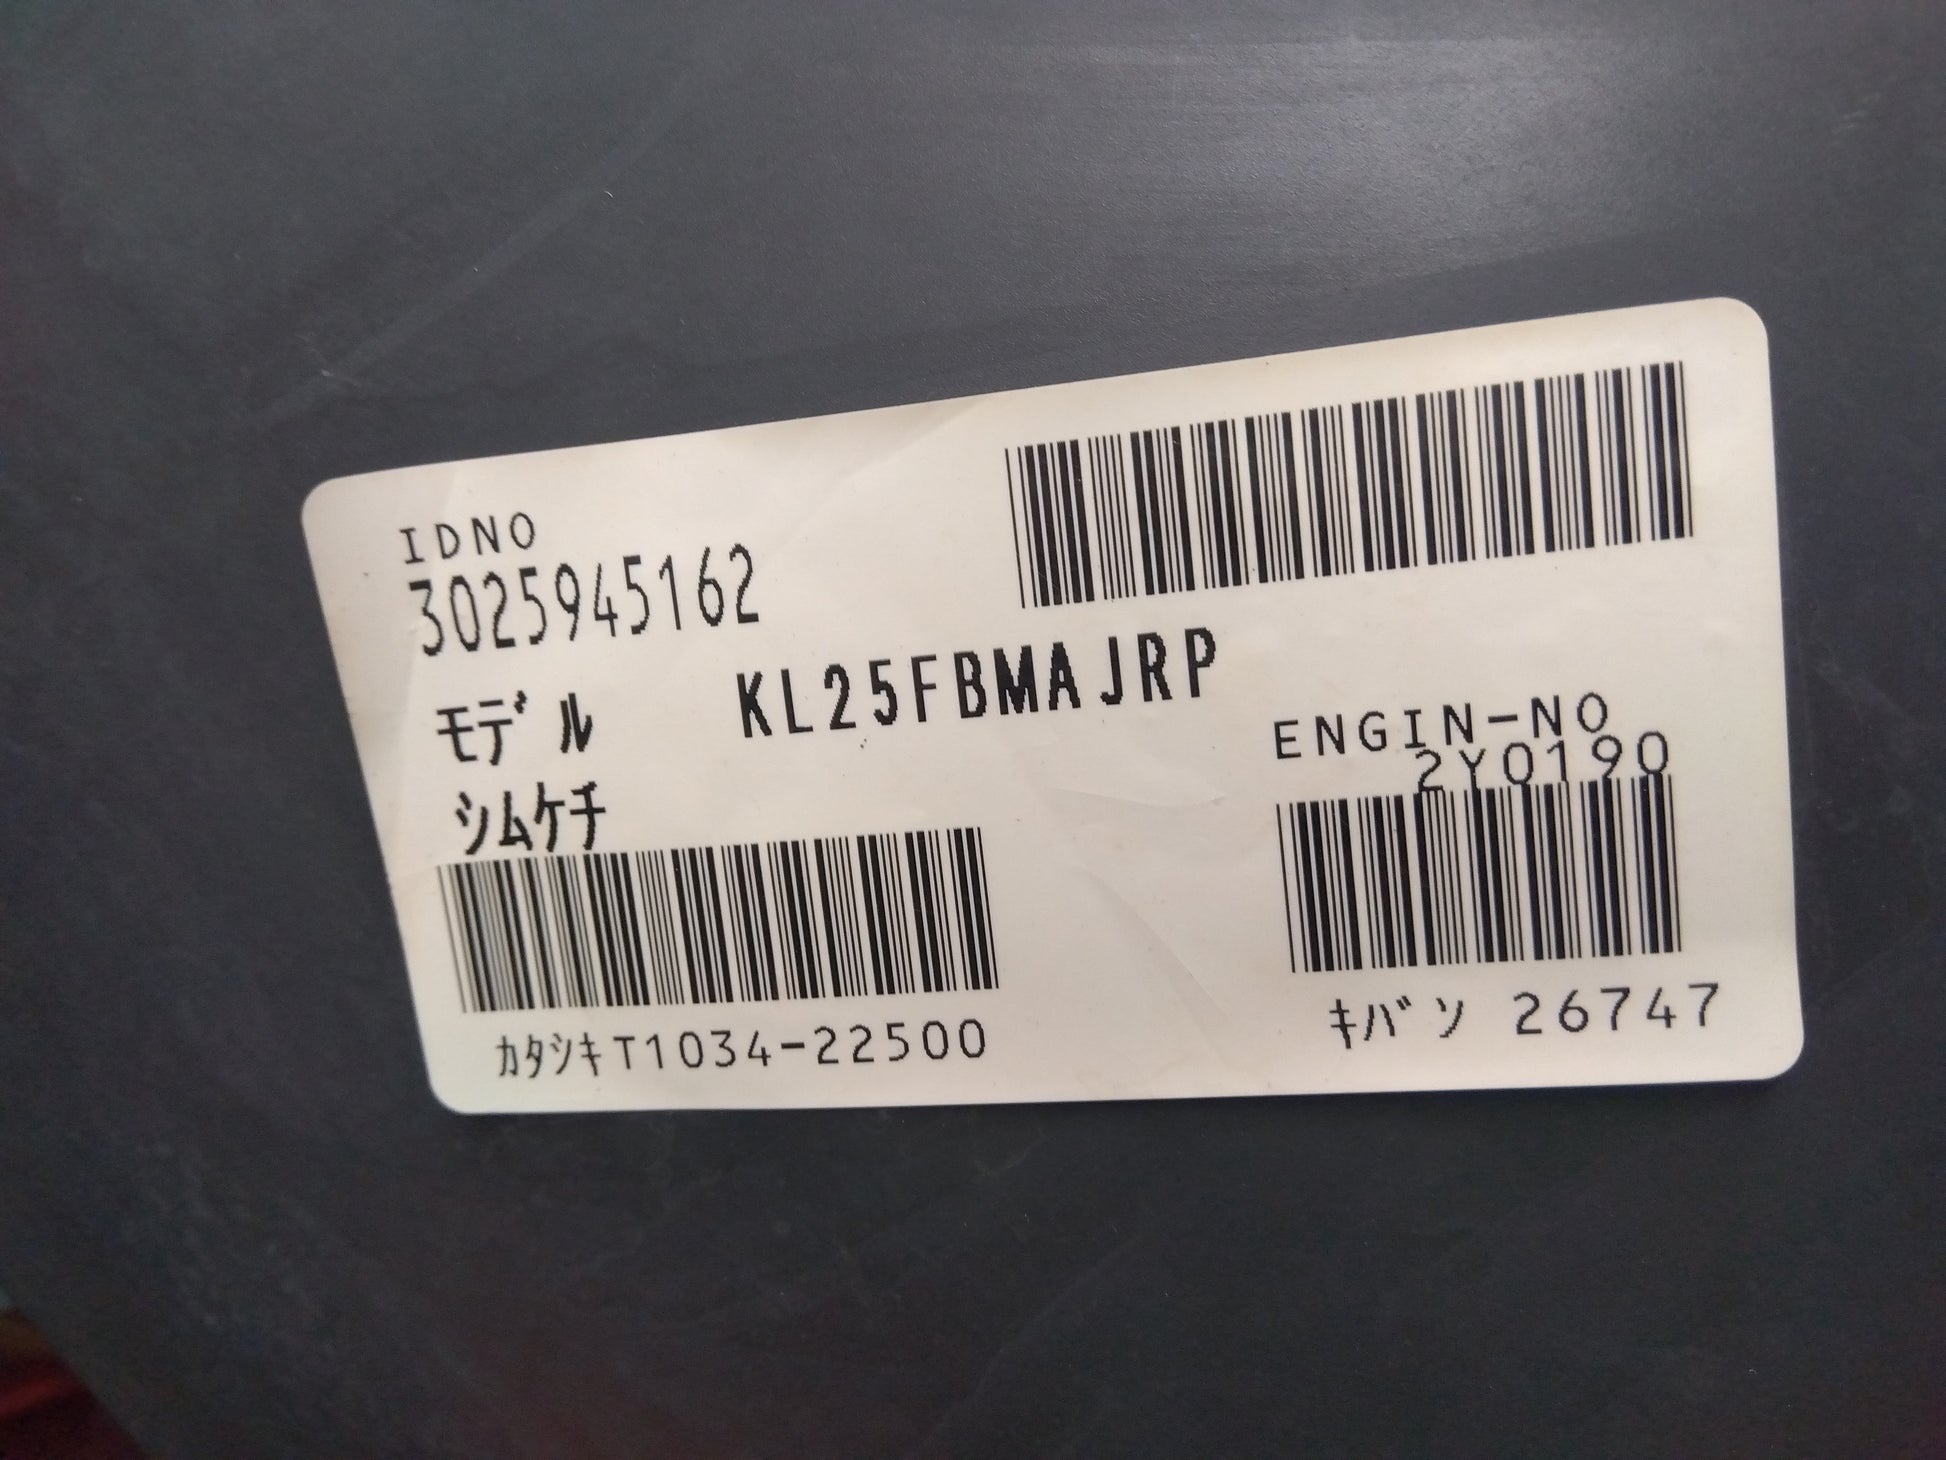 IDNO
3025945162
モデル KL25FBMAJRP
シムケチ
ENGIN-NO
2Y0190
カタシキT1034-22500
キバン 26747